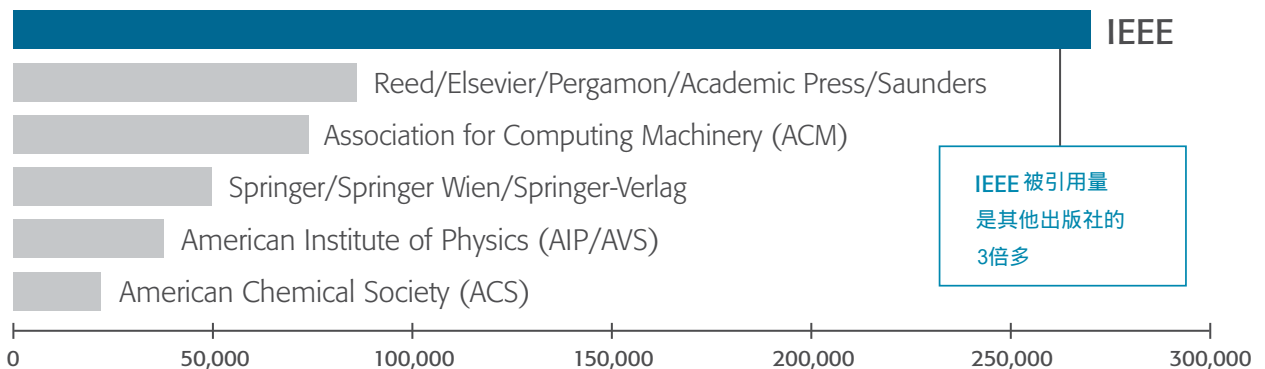 IEEE
Reed/Elsevier/Pergamon/Academic Press/Saunders
Association for Computing Machinery (ACM)
Springer/Springer Wien/Springer-Verlag
American Institute of Physics (AIP/AVS)
American Chemical Society (ACS)
IEEE 被引用量
是其他出版社的
3倍多
0 50,000 100,000 150,000 200,000 250,000 300,000